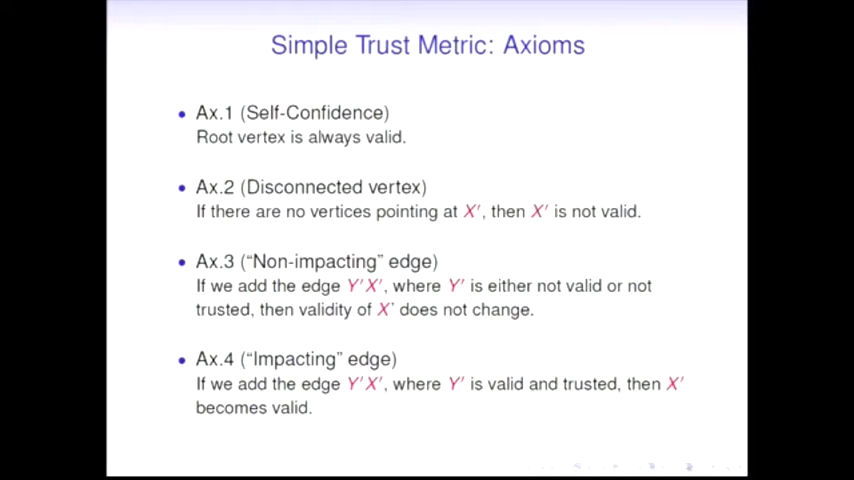 Simple Trust Metric: Axioms
• Ax.1 (Self-Confidence)
Root vertex is always valid.
• Ax.2 (Disconnected vertex)
If there are no vertices pointing at X′, then X′ is not valid.
• Ax.3 (“Non-impacting” edge)
If we add the edge Y′X′, where Y′ is either not valid or not
trusted, then validity of X’ does not change.
• Ax.4 (“Impacting” edge)
If we add the edge Y′X′, where Y′ is valid and trusted, then X′
becomes valid.